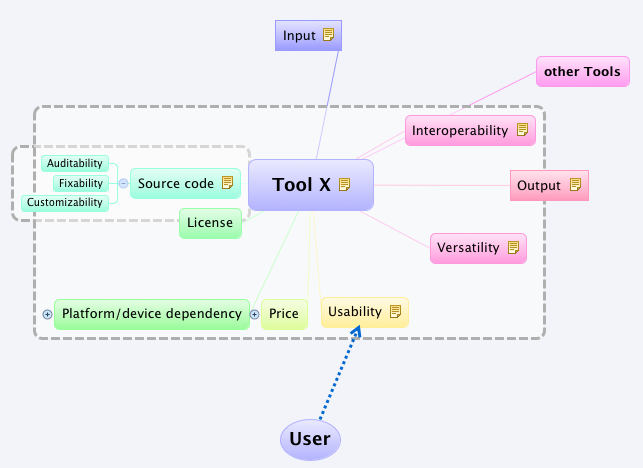 Input
other Tools
Interoperability
Auditability
Fixability
Customizability
Source code
Tool X
Output
License
Versatility
Platform/device dependency
Price
Usability
User